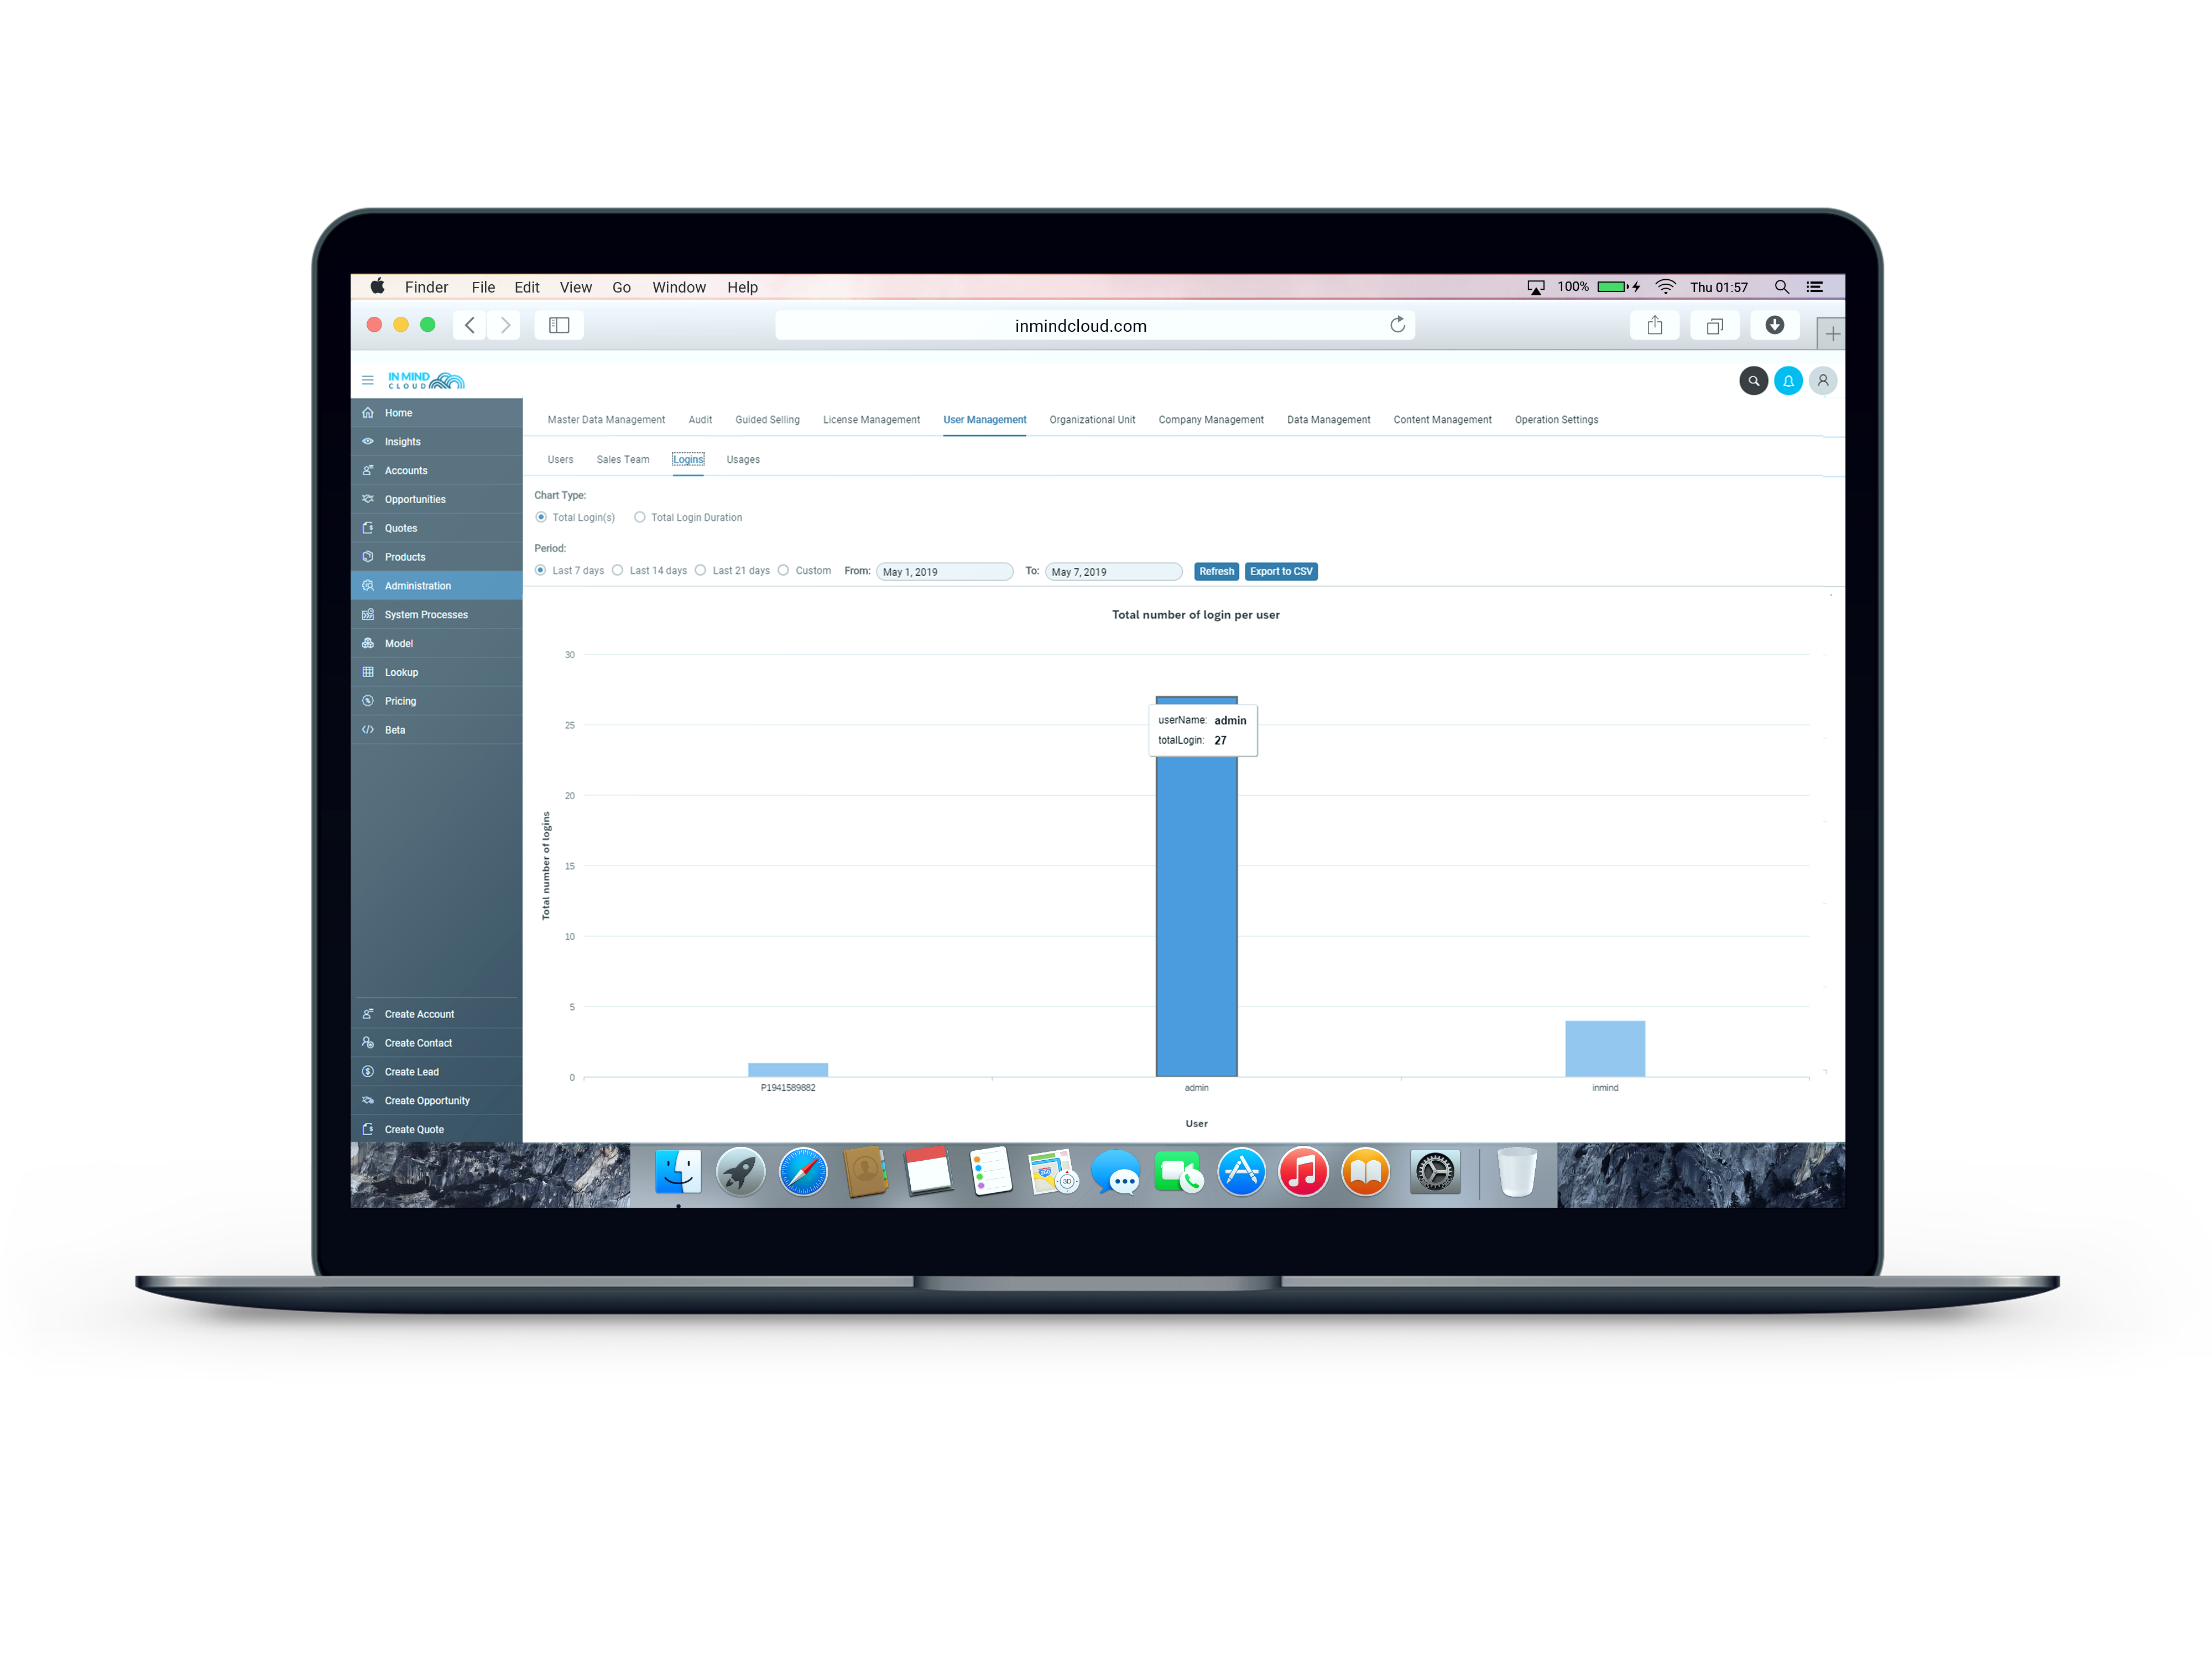 Finder File Edit View Go Window Help 100% Thu 01:57
inmindcloud.com
IN MIND
CLOUD
Home
Insights
Accounts
Opportunities
Quotes
Products
Administration
System Processes
Model
Lookup
Pricing
Beta
Create Account
Create Contact
Create Lead
Create Opportunity
Create Quote
Master Data Management Audit Guided Selling License Management User Management Organizational Unit Company Management Data Management Content Management Operation Settings
Users Sales Team Logins Usages
Chart Type:
Total Login(s) Total Login Duration
Period:
Last 7 days Last 14 days Last 21 days Custom From: May 1, 2019 To: May 7, 2019 Refresh Export to CSV
Total number of login per user
Total number of logins
30
25
20
15
10
5
0
userName: admin
totalLogin: 27
P1941589882 admin inmind
User
3D